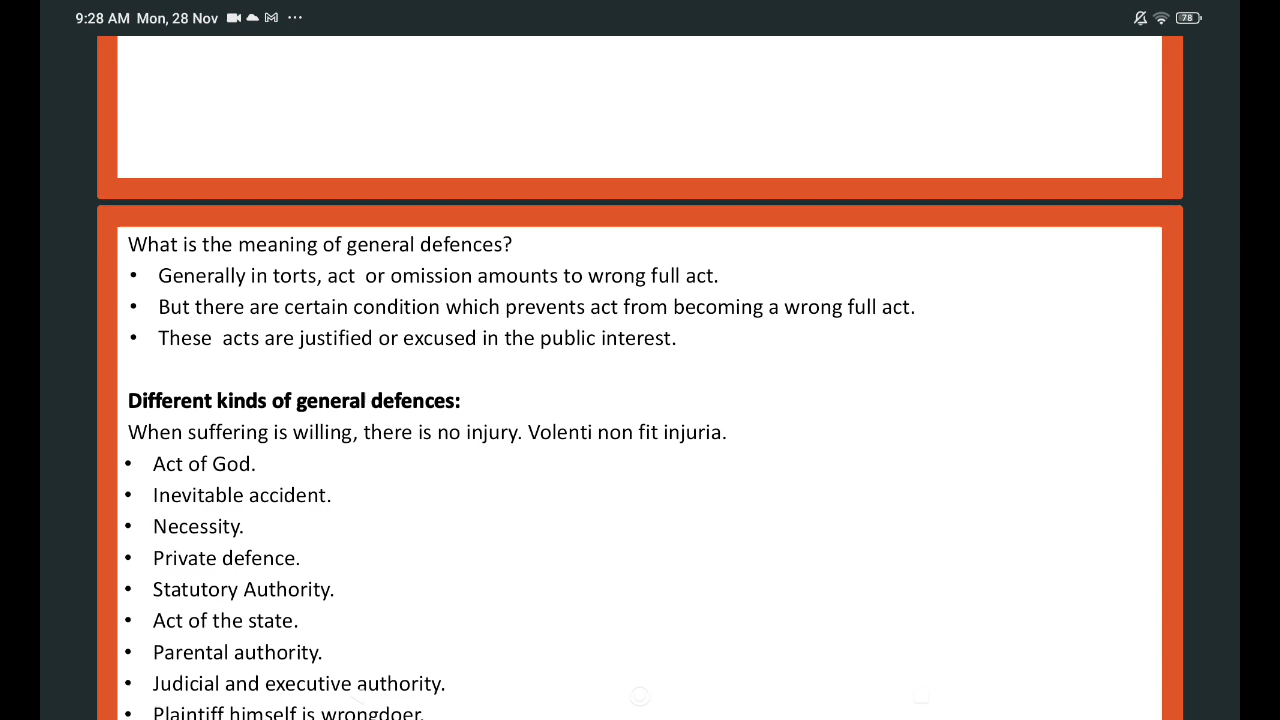 9:28 AM Mon, 28 Nov
78
What is the meaning of general defences?
• Generally in torts, act or omission amounts to wrong full act.
• But there are certain condition which prevents act from becoming a wrong full act.
• These acts are justified or excused in the public interest.
Different kinds of general defences:
When suffering is willing, there is no injury. Volenti non fit injuria.
• Act of God.
• Inevitable accident.
• Necessity.
• Private defence.
• Statutory Authority.
• Act of the state.
• Parental authority.
• Judicial and executive authority.
• Plaintiff himself is wrongdoer.